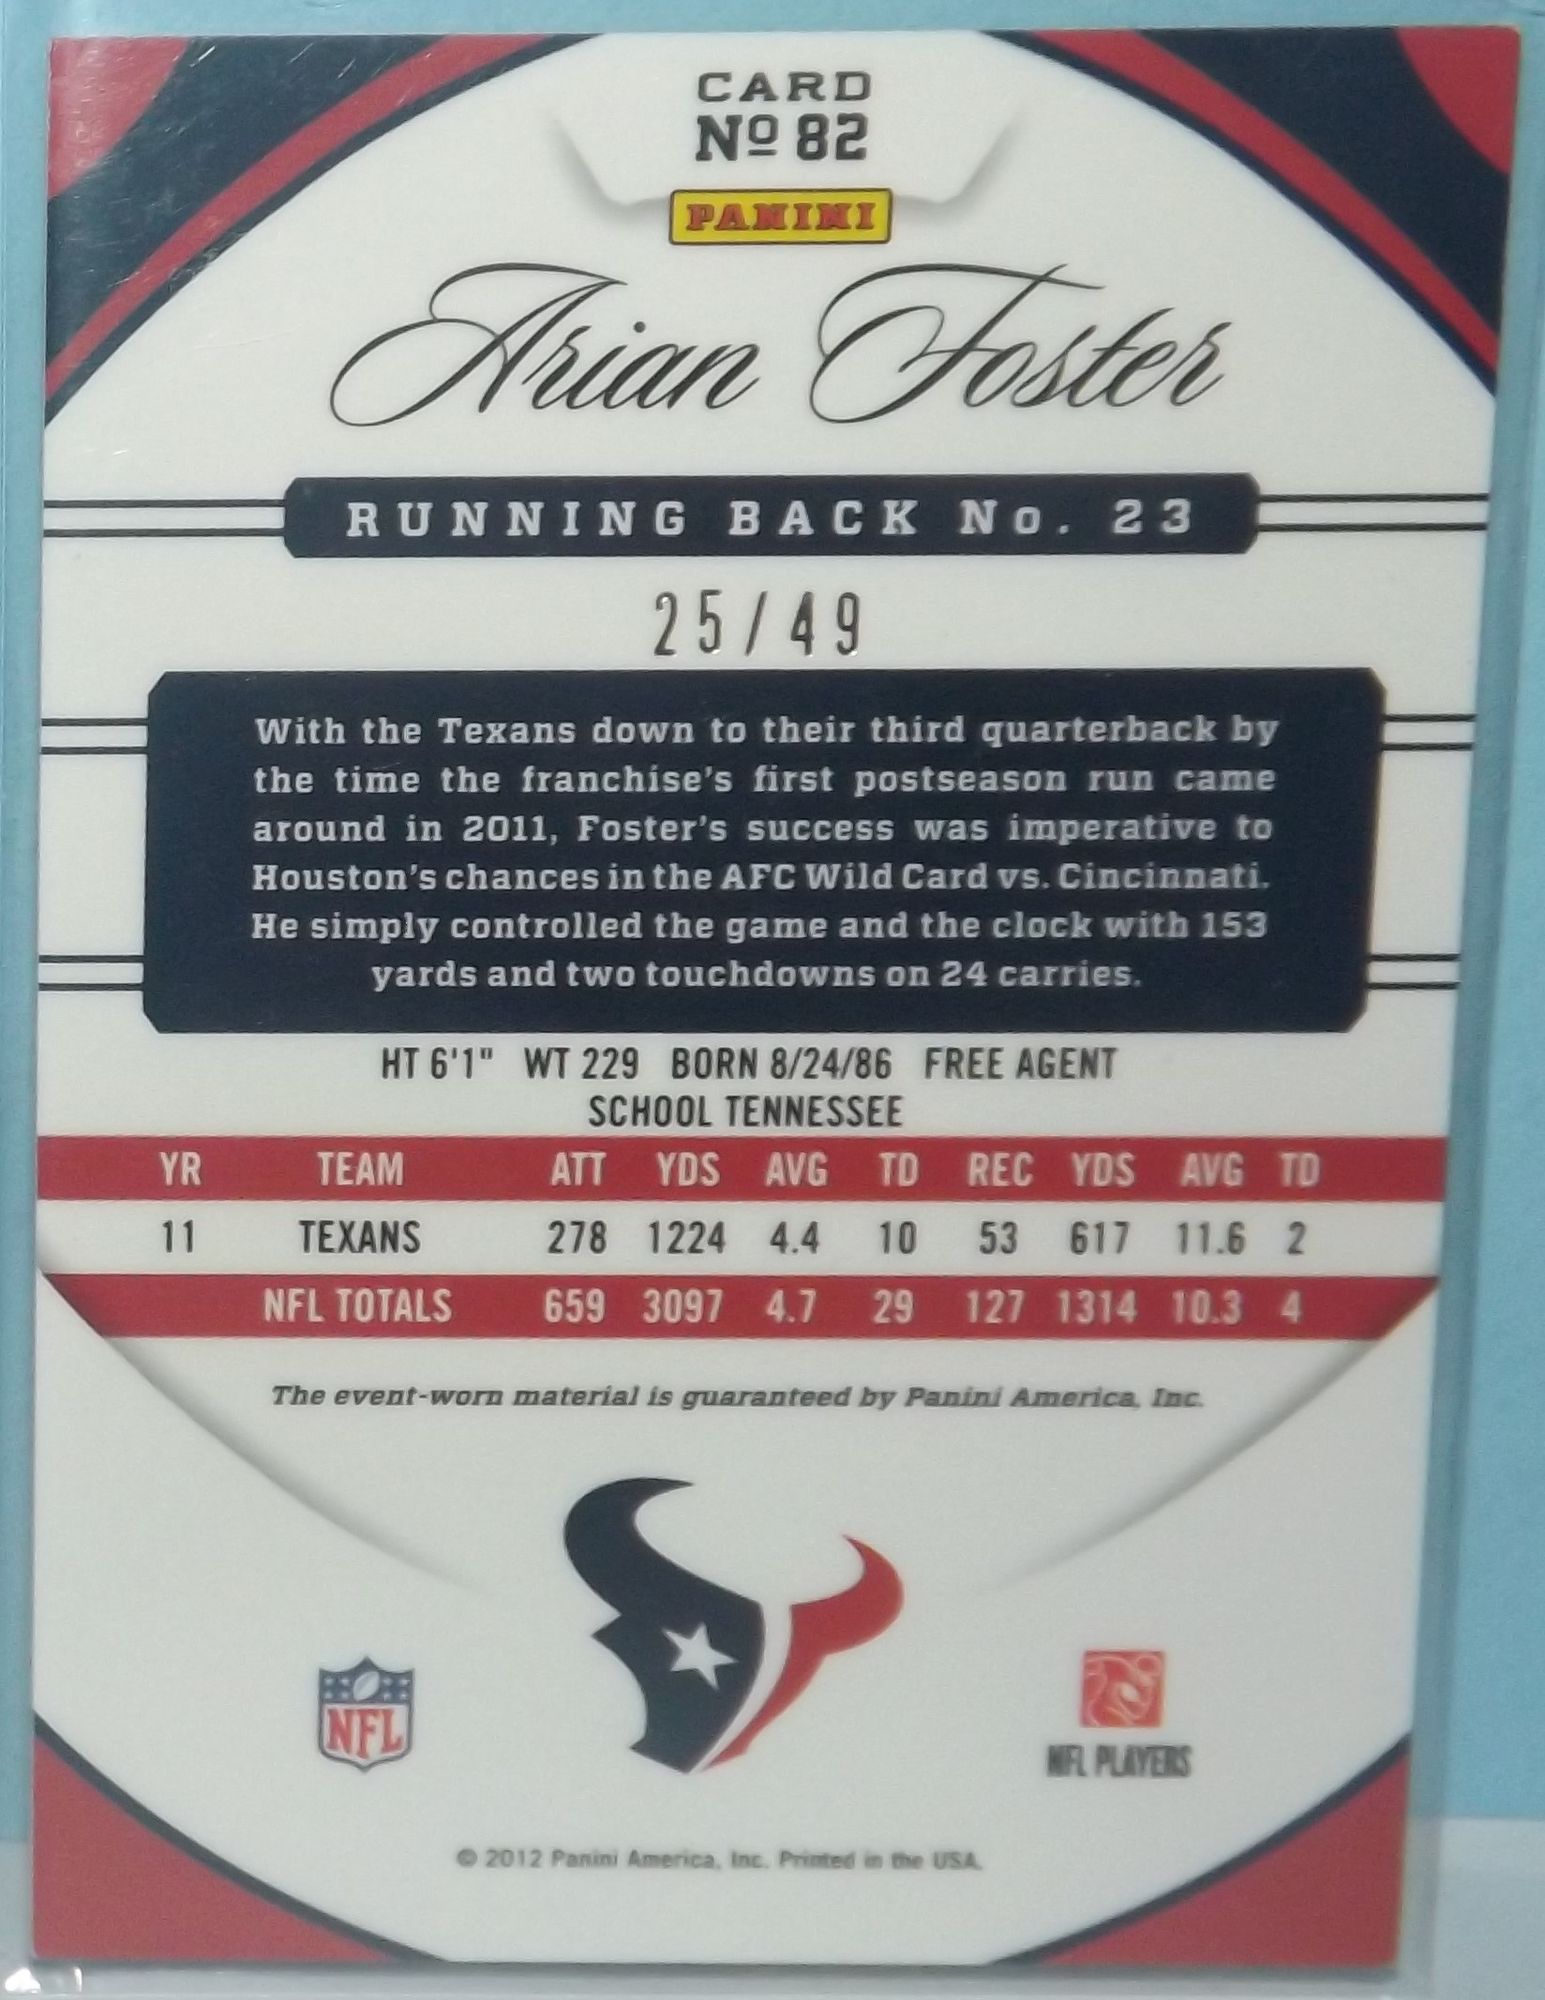 CARD
Nº 82
PANINI
Arian Foster
RUNNING BACK No. 23
25/49
With the Texans down to their third quarterback by
the time the franchise's first postseason run came
around in 2011, Foster's success was imperative to
Houston's chances in the AFC Wild Card vs. Cincinnati.
He simply controlled the game and the clock with 153
yards and two touchdowns on 24 carries.
HT 6'1" WT 229 BORN 8/24/86 FREE AGENT
SCHOOL TENNESSEE
YR TEAM ATT YDS AVG TD REC YDS AVG TD
11 TEXANS 278 1224 4.4 10 53 617 11.6 2
NFL TOTALS 659 3097 4.7 29 127 1314 10.3 4
The event-worn material is guaranteed by Panini America, Inc.
NFL
NFL PLAYERS
© 2012 Panini America, Inc. Printed in the USA.